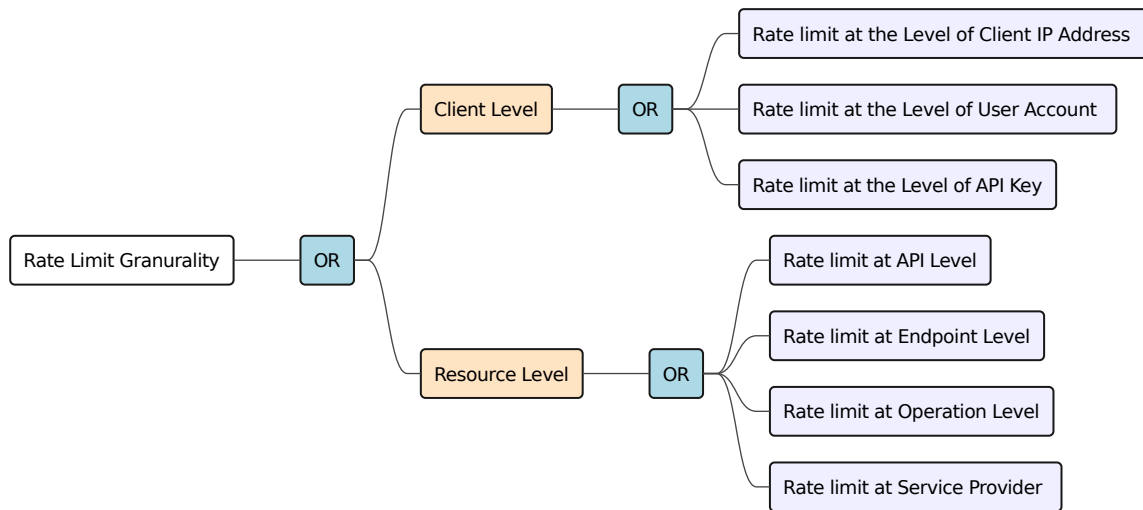 Rate Limit Granurality
OR
Client Level
OR
Rate limit at the Level of Client IP Address
Rate limit at the Level of User Account
Rate limit at the Level of API Key
Resource Level
OR
Rate limit at API Level
Rate limit at Endpoint Level
Rate limit at Operation Level
Rate limit at Service Provider